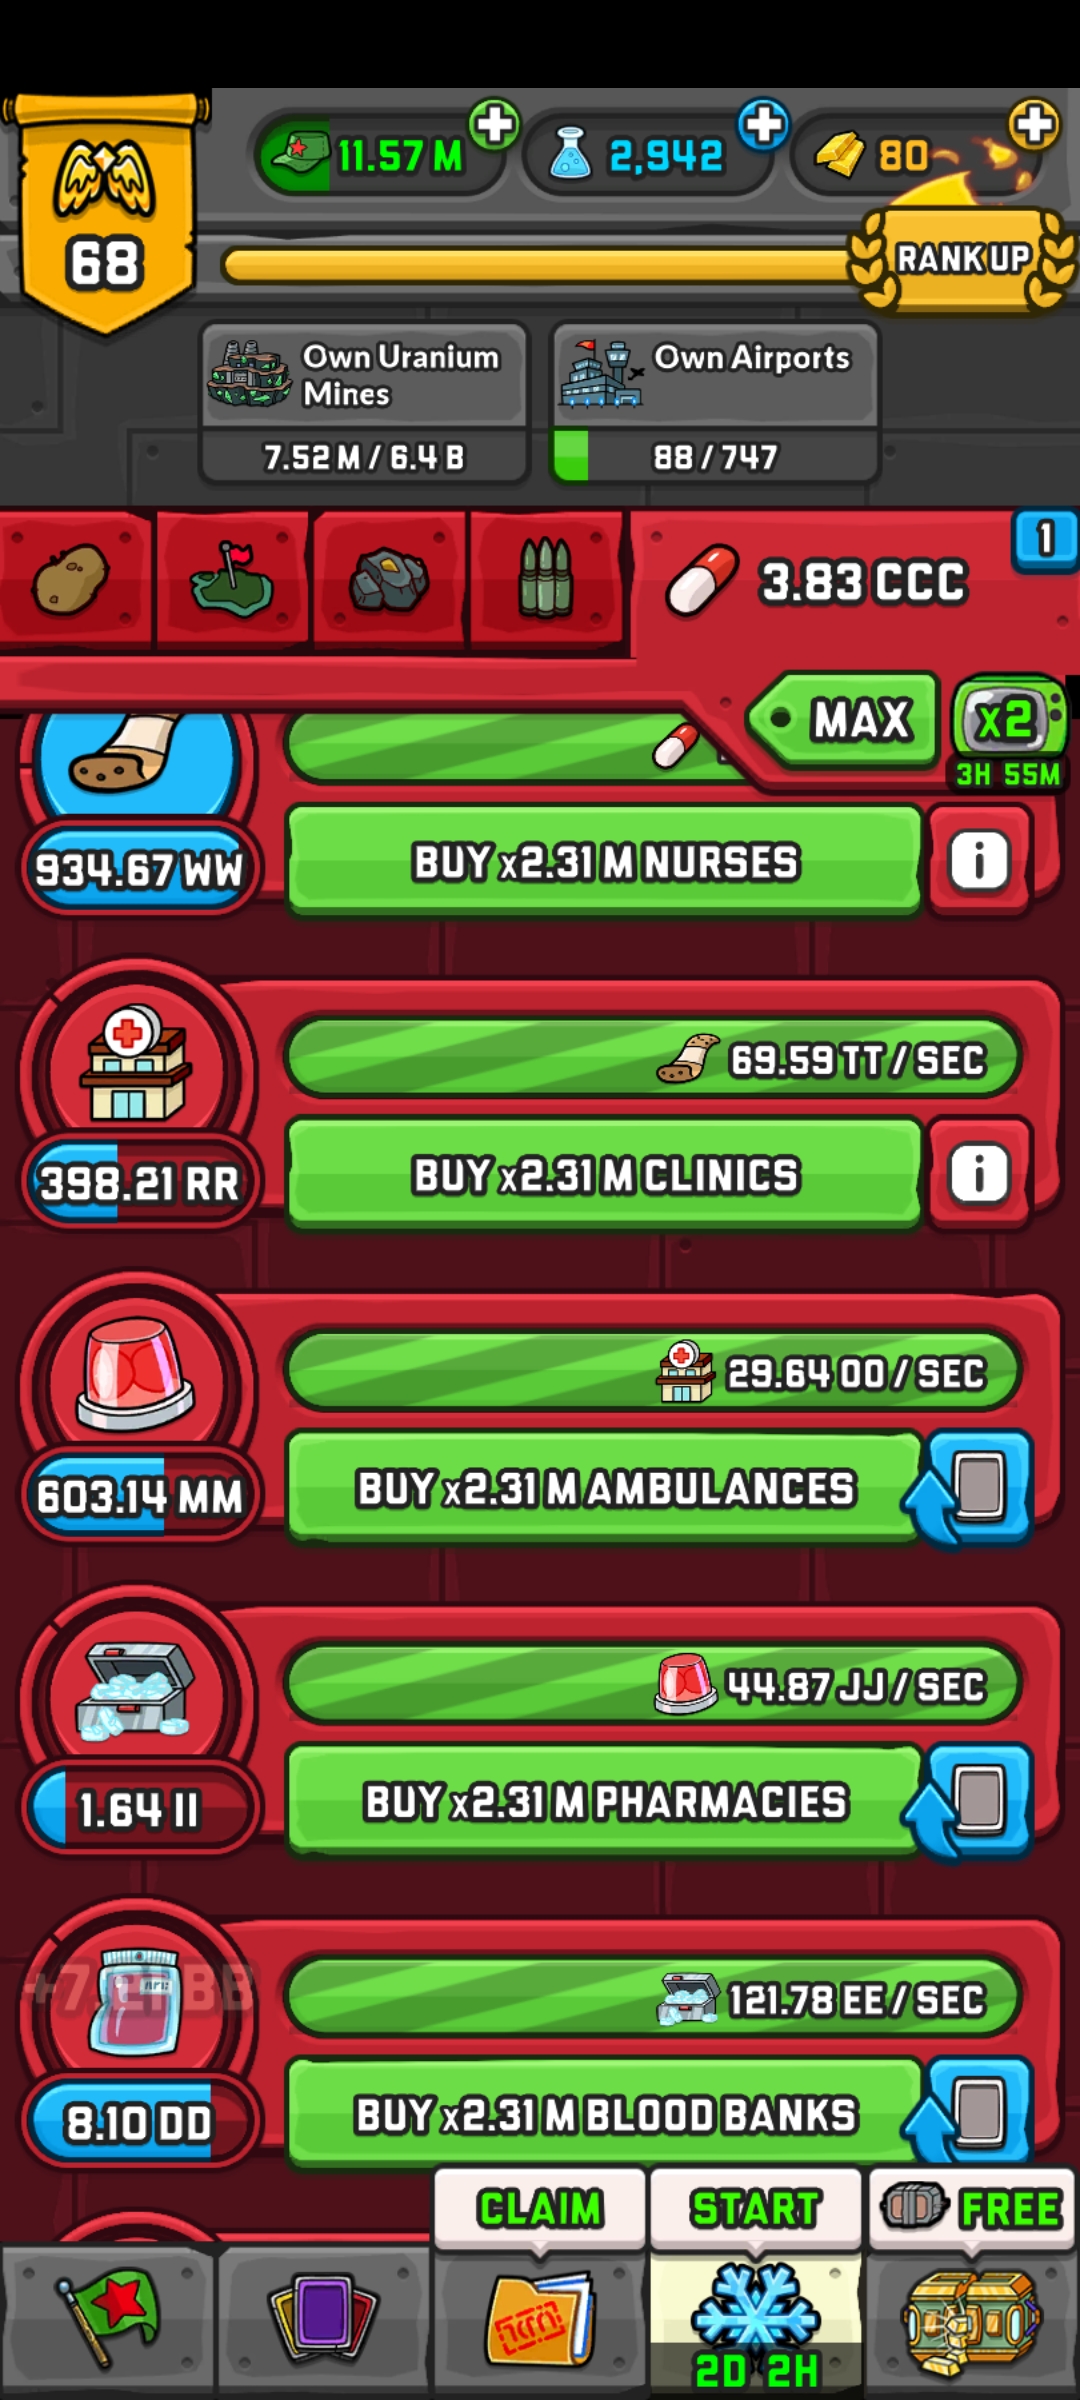 11.57 M
2,942
80
68
RANK UP
Own Uranium
Mines
7.52 M / 6.4 B
Own Airports
88 / 747
1
3.83 CCC
MAX
x2
3H 55M
934.67 WW
BUY x2.31 M NURSES
i
69.59 TT / SEC
398.21 RR
BUY x2.31 M CLINICS
i
29.64 OO / SEC
603.14 MM
BUY x2.31 M AMBULANCES
44.87 JJ / SEC
1.64 II
BUY x2.31 M PHARMACIES
121.78 EE / SEC
8.10 DD
BUY x2.31 M BLOOD BANKS
CLAIM
START
FREE
2D 2H